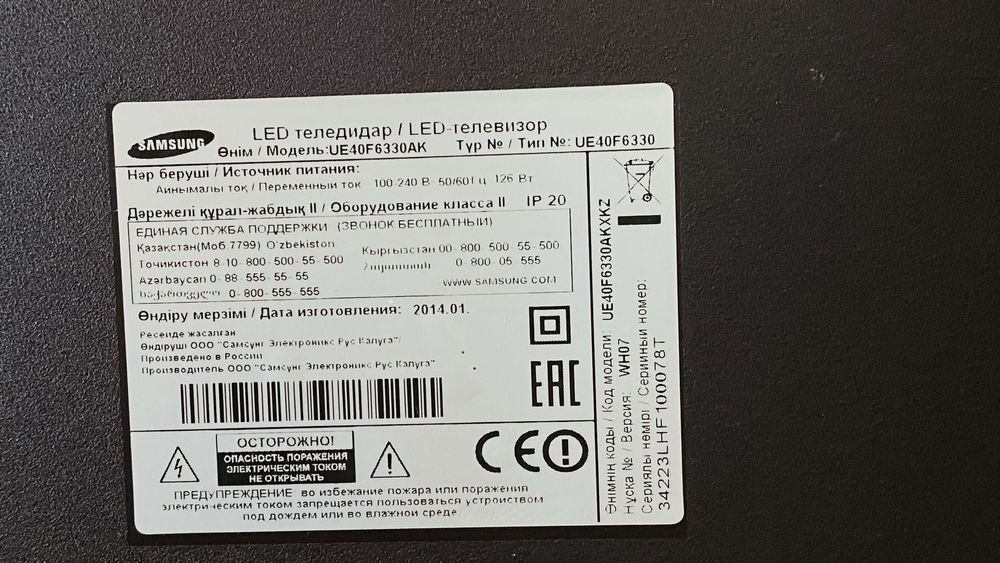 SAMSUNG
LED теледидар / LED-телевизор
Өнім / Модель:UE40F6330AK Түр № / Тип №: UE40F6330
Нәр беруші / Источник питания:
Айнымалы тоқ / Переменный ток 100-240 В 50/60Гц 126 Вт
Дәрежелі құрал-жабдық II / Оборудование класса II IP 20
ЕДИНАЯ СЛУЖБА ПОДДЕРЖКИ (ЗВОНОК БЕСПЛАТНЫЙ)
Қазақстан(Моб 7799) O'zbekiston
Кыргызстан 00-800-500-55-500
Точикистон 8-10-800-500-55-500
Հայաստան 0-800-05-555
Azərbaycan 0-88-555-55-55
WWW SAMSUNG COM
საქართველო 0-800-555-555
Өндіру мерзімі / Дата изготовления: 2014.01.
Ресейде жасалған
Өндіруші ООО "Самсунг Электроникс Рус Калуга"/
Произведено в России
Производитель ООО "Самсунг Электроникс Рус Калуга"
EAC
ОСТОРОЖНО!
ОПАСНОСТЬ ПОРАЖЕНИЯ
ЭЛЕКТРИЧЕСКИМ ТОКОМ
НЕ ОТКРЫВАТЬ
CE
ПРЕДУПРЕЖДЕНИЕ: во избежание пожара или поражения
электрическим током запрещается пользоваться устройством
под дождем или во влажной среде.
Өнімнің коды / Код модели: UE40F6330AKXKZ
Нұсқа № / Версия: WH07
Сериялы нөмірі / Серийный номер:
34223LHF100078T